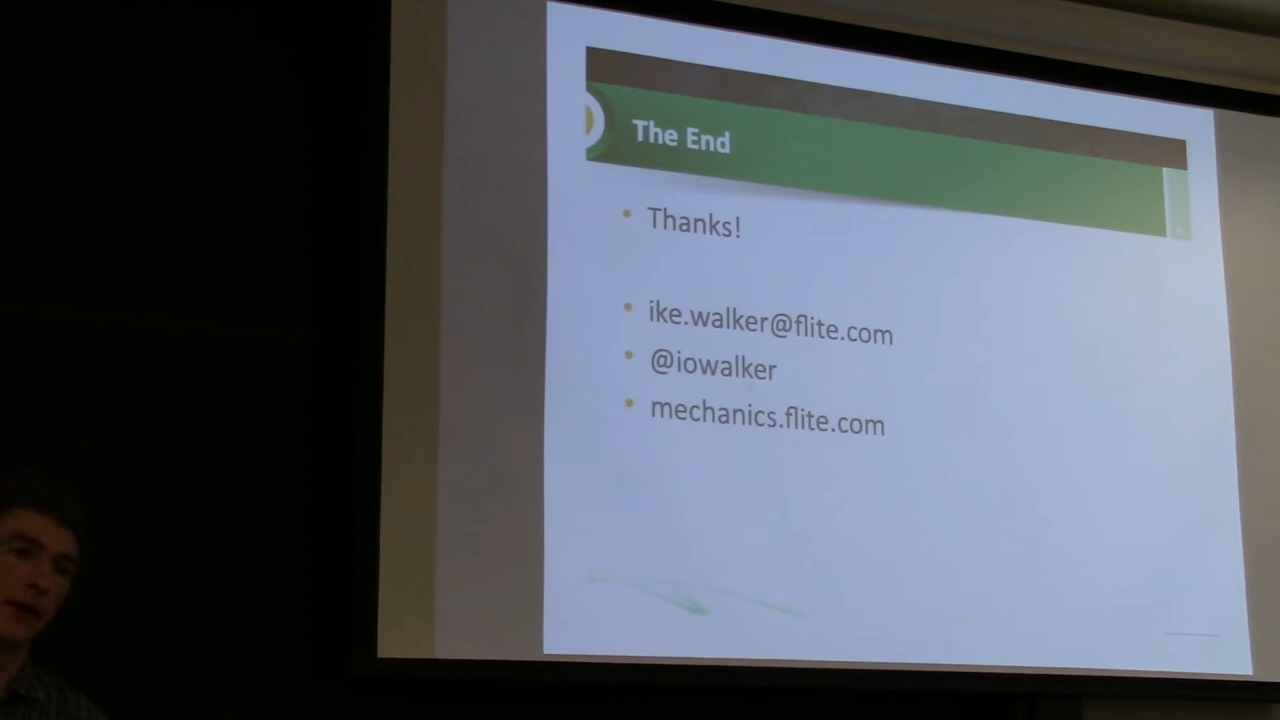 The End
Thanks!
ike.walker@flite.com
@iowalker
mechanics.flite.com